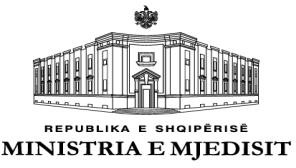 REPUBLIKA E SHQIPËRISË
MINISTRIA E MJEDISIT